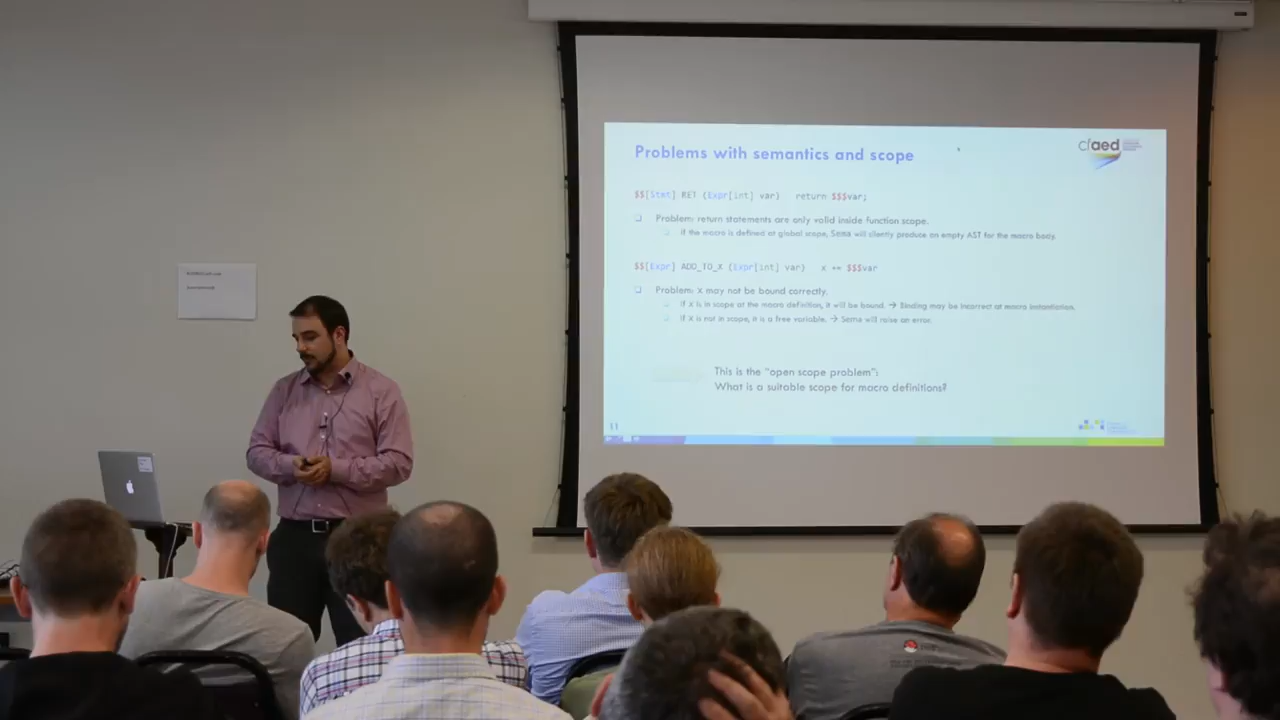 Problems with semantics and scope
cfaed
$$[Stmt] RET (Expr[int] var) return $$$var;
Problem: return statements are only valid inside function scope.
If the macro is defined at global scope, Sema will silently produce an empty AST for the macro body.
$$[Expr] ADD_TO_X (Expr[int] var) x += $$$var
Problem: x may not be bound correctly.
If x is in scope at the macro definition, it will be bound. → Binding may be incorrect at macro instantiation.
If x is not in scope, it is a free variable. → Sema will raise an error.
This is the "open scope problem":
What is a suitable scope for macro definitions?
11